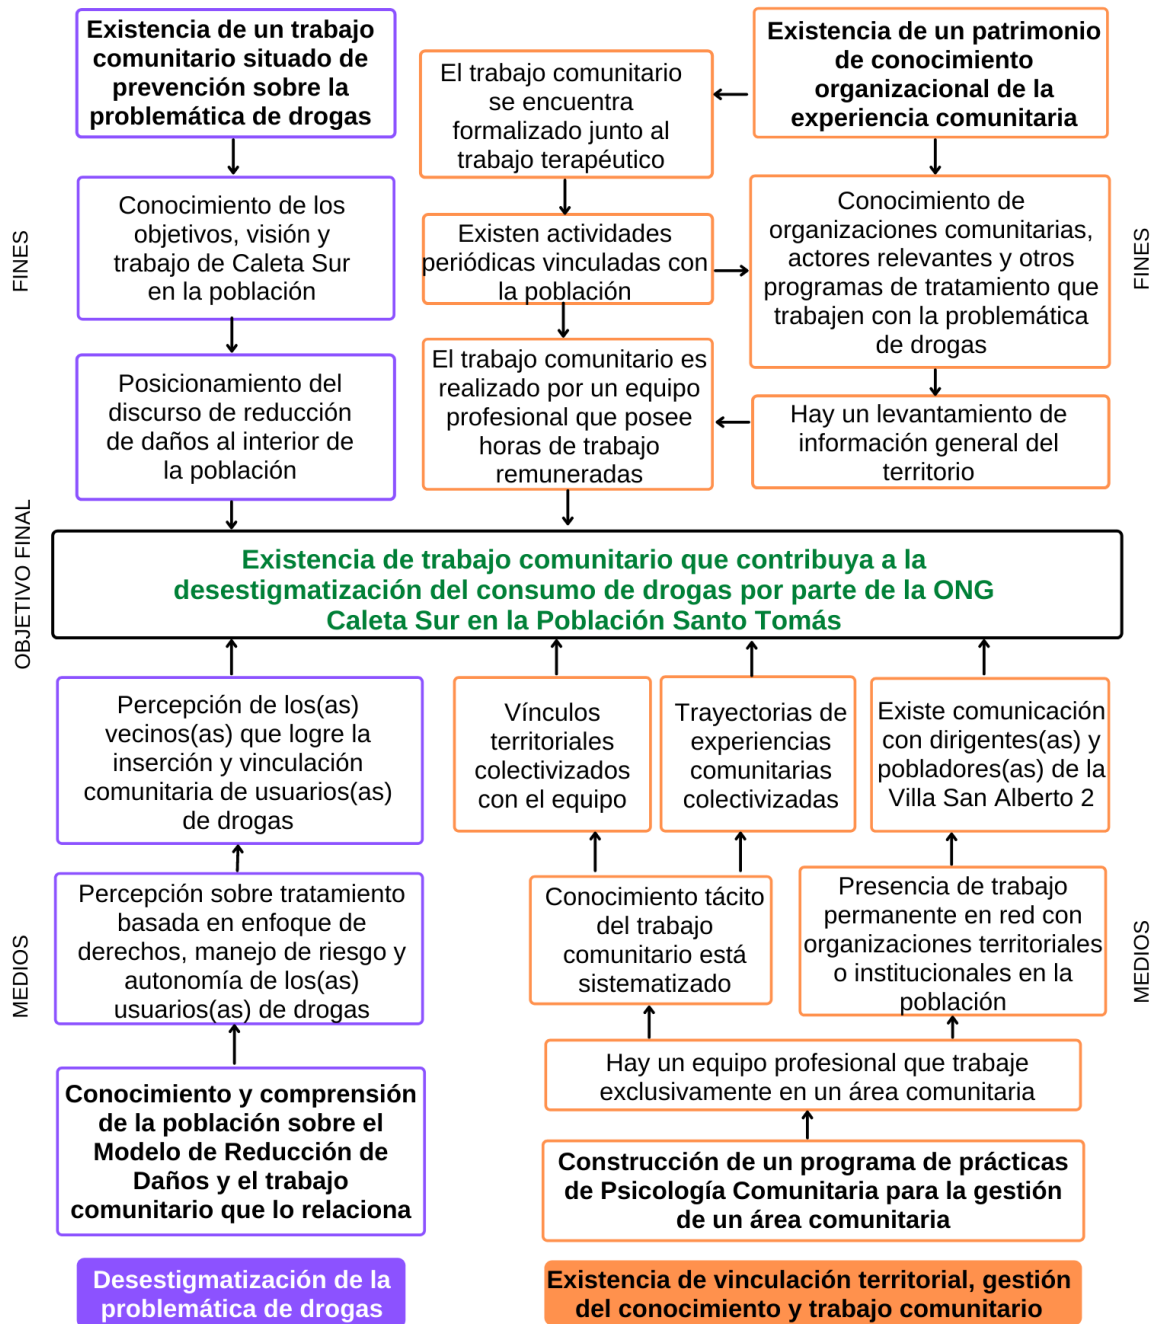 Existencia de un trabajo
comunitario situado de
prevención sobre la
problemática de drogas
El trabajo comunitario
se encuentra
formalizado junto al
trabajo terapéutico
Existencia de un patrimonio
de conocimiento
organizacional de la
experiencia comunitaria
FINES
Conocimiento de los
objetivos, visión y
trabajo de Caleta Sur
en la población
Existen actividades
periódicas vinculadas con
la población
Conocimiento de
organizaciones comunitarias,
actores relevantes y otros
programas de tratamiento que
trabajen con la problemática
de drogas
FINES
Posicionamiento del
discurso de reducción
de daños al interior de
la población
El trabajo comunitario es
realizado por un equipo
profesional que posee
horas de trabajo
remuneradas
Hay un levantamiento de
información general del
territorio
OBJETIVO FINAL
Existencia de trabajo comunitario que contribuya a la
desestigmatización del consumo de drogas por parte de la ONG
Caleta Sur en la Población Santo Tomás
Percepción de los(as)
vecinos(as) que logre la
inserción y vinculación
comunitaria de usuarios(as)
de drogas
Vínculos
territoriales
colectivizados
con el equipo
Trayectorias de
experiencias
comunitarias
colectivizadas
Existe comunicación
con dirigentes(as) y
pobladores(as) de la
Villa San Alberto 2
MEDIOS
Percepción sobre tratamiento
basada en enfoque de
derechos, manejo de riesgo y
autonomía de los(as)
usuarios(as) de drogas
Conocimiento tácito
del trabajo
comunitario está
sistematizado
Presencia de trabajo
permanente en red con
organizaciones territoriales
o institucionales en la
población
MEDIOS
Hay un equipo profesional que trabaje
exclusivamente en un área comunitaria
Conocimiento y comprensión
de la población sobre el
Modelo de Reducción de
Daños y el trabajo
comunitario que lo relaciona
Construcción de un programa de prácticas
de Psicología Comunitaria para la gestión
de un área comunitaria
Desestigmatización de la
problemática de drogas
Existencia de vinculación territorial, gestión
del conocimiento y trabajo comunitario